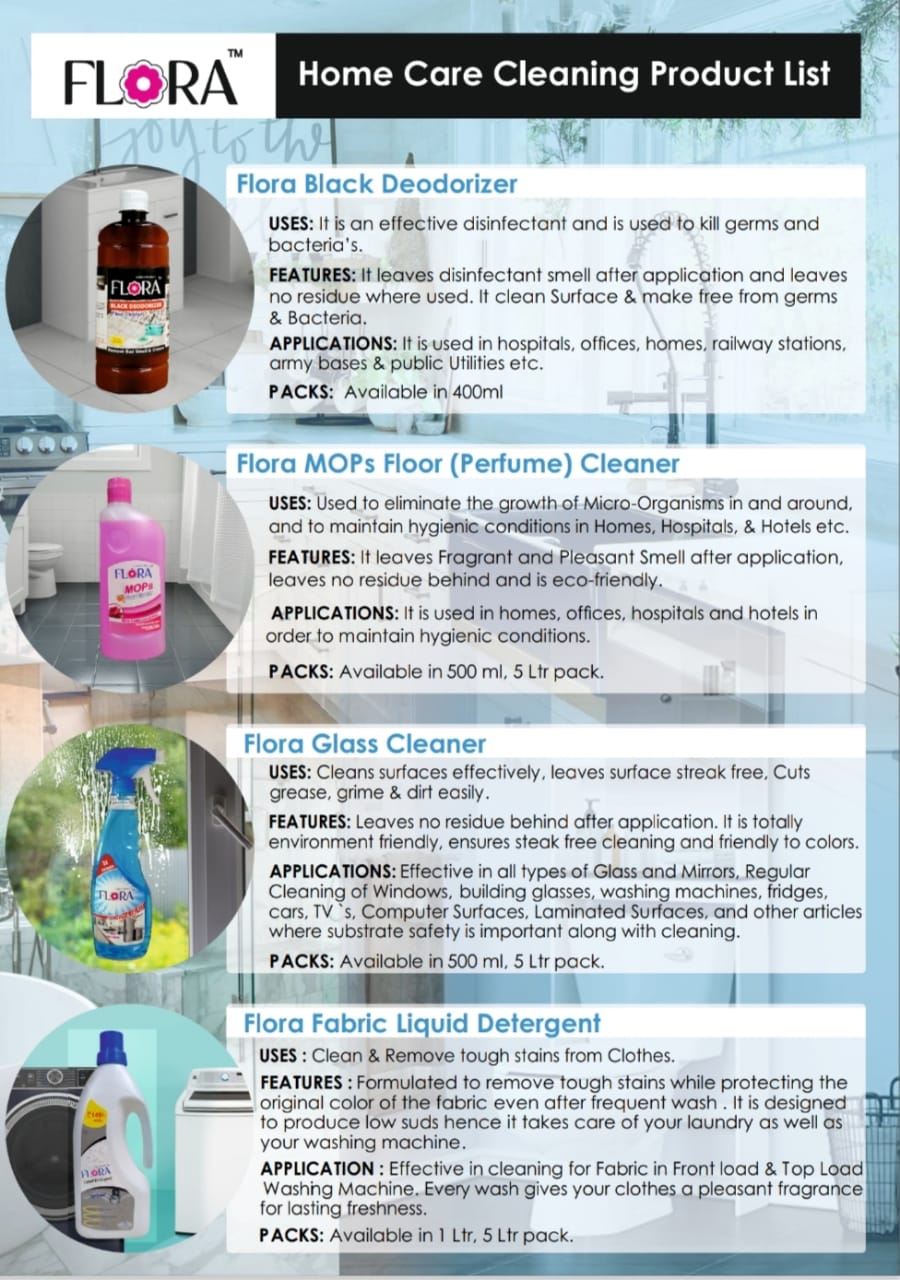 FLORA™
Home Care Cleaning Product List
joy to the
Flora Black Deodorizer
USES: It is an effective disinfectant and is used to kill germs and
bacteria's.
FEATURES: It leaves disinfectant smell after application and leaves
no residue where used. It clean Surface & make free from germs
& Bacteria.
APPLICATIONS: It is used in hospitals, offices, homes, railway stations,
army bases & public Utilities etc.
PACKS: Available in 400ml
FLORA
BLACK DEODORIZER
Flora MOPs Floor (Perfume) Cleaner
USES: Used to eliminate the growth of Micro-Organisms in and around,
and to maintain hygienic conditions in Homes, Hospitals, & Hotels etc.
FEATURES: It leaves Fragrant and Pleasant Smell after application,
leaves no residue behind and is eco-friendly.
APPLICATIONS: It is used in homes, offices, hospitals and hotels in
order to maintain hygienic conditions.
PACKS: Available in 500 ml, 5 Ltr pack.
FLORA
MOPs
Flora Glass Cleaner
USES: Cleans surfaces effectively, leaves surface streak free, Cuts
grease, grime & dirt easily.
FEATURES: Leaves no residue behind after application. It is totally
environment friendly, ensures steak free cleaning and friendly to colors.
APPLICATIONS: Effective in all types of Glass and Mirrors, Regular
Cleaning of Windows, building glasses, washing machines, fridges,
cars, TV`s, Computer Surfaces, Laminated Surfaces, and other articles
where substrate safety is important along with cleaning.
PACKS: Available in 500 ml, 5 Ltr pack.
FLORA
Flora Fabric Liquid Detergent
USES : Clean & Remove tough stains from Clothes.
FEATURES : Formulated to remove tough stains while protecting the
original color of the fabric even after frequent wash . It is designed
to produce low suds hence it takes care of your laundry as well as
your washing machine.
APPLICATION : Effective in cleaning for Fabric in Front load & Top Load
Washing Machine. Every wash gives your clothes a pleasant fragrance
for lasting freshness.
PACKS: Available in 1 Ltr, 5 Ltr pack.
FLORA